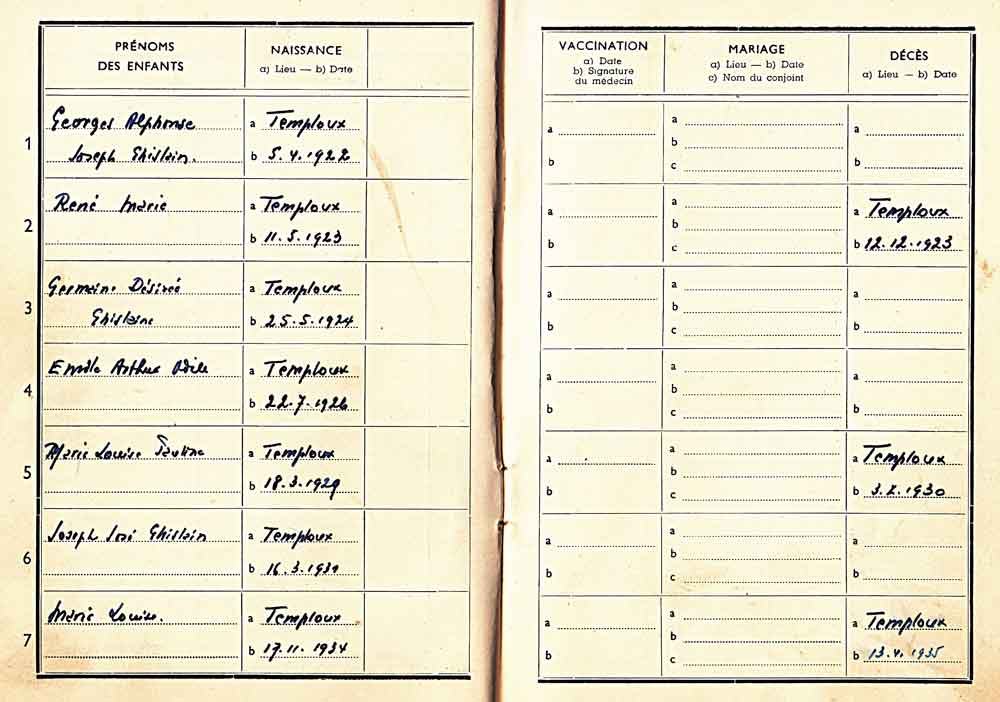 PRÉNOMS
DES ENFANTS
NAISSANCE
a) Lieu — b) Date
1
Georges Alphonse
Joseph Ghislain.
a Temploux
b 5.4.1922
2
René Marie
a Temploux
b 11.5.1923
3
Germaine Désirée
Ghislaine
a Temploux
b 25.5.1924
4
Emile Arthur Odile
a Temploux
b 22.7.1926
5
Marie Louise Pauline
a Temploux
b 18.3.1929
6
Joseph José Ghislain
a Temploux
b 16.3.
7
Marie Louise.
a Temploux
b 17.11.1934
VACCINATION
a) Date
b) Signature
du médecin
MARIAGE
a) Lieu — b) Date
c) Nom du conjoint
DÉCÈS
a) Lieu — b) Date
a
b
a
b
c
a
b
a
b
a
b
c
a Temploux
b 12.12.1923
a
b
a
b
c
a
b
a
b
a
b
c
a
b
a
b
a
b
c
a Temploux
b 3.2.1930
a
b
a
b
c
a
b
a
b
a
b
c
a Temploux
b 13.4.1935